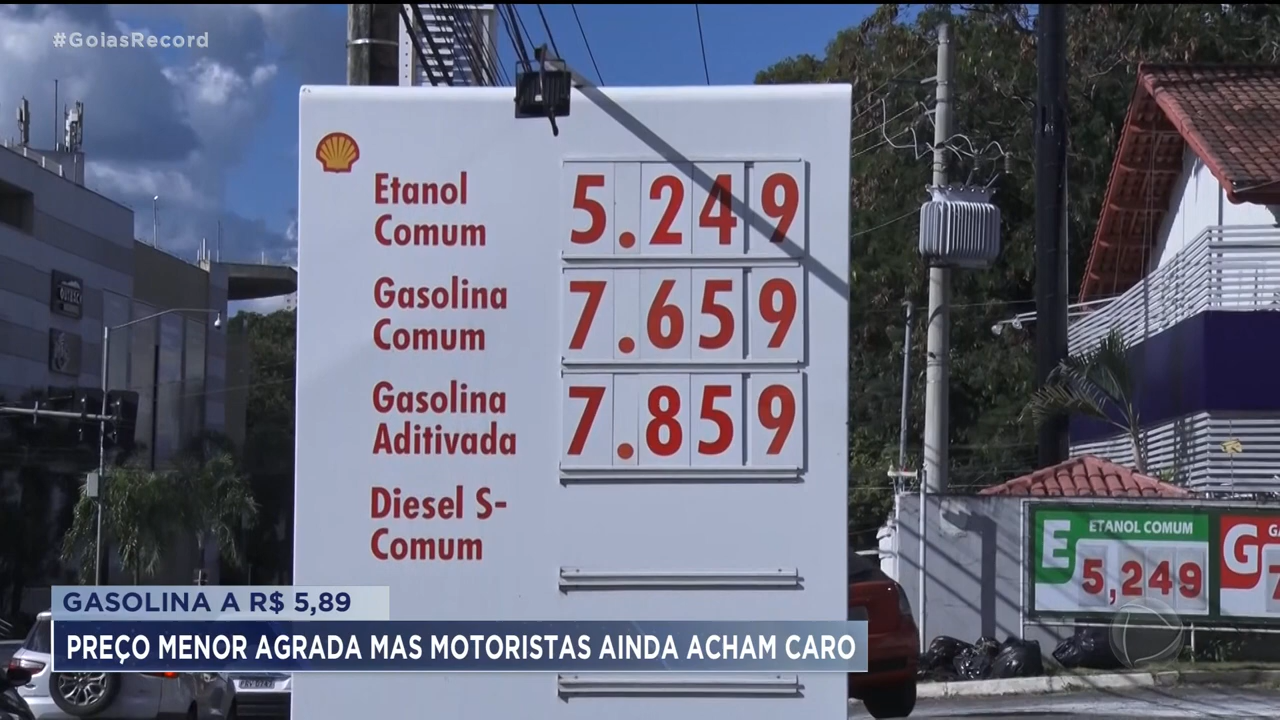 #GoiasRecord
Etanol
Comum
5.249
Gasolina
Comum
7.659
Gasolina
Aditivada
7.859
Diesel S-
Comum
E
ETANOL COMUM
5,249
G
GASOLINA A R$ 5,89
PREÇO MENOR AGRADA MAS MOTORISTAS AINDA ACHAM CARO